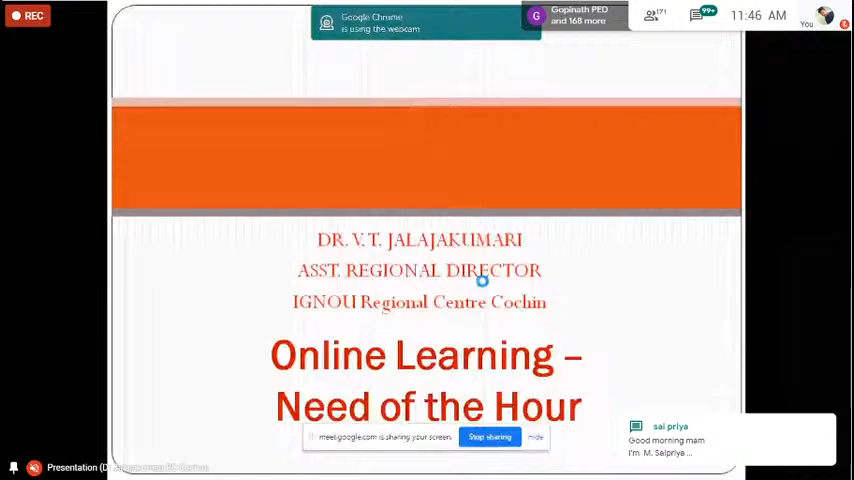 REC
Google Chrome
is using the webcam
G
Gopinath PED
and 168 more
171
99+
11:46 AM
You
DR. V. T. JALAJAKUMARI
ASST. REGIONAL DIRECTOR
IGNOU Regional Centre Cochin
Online Learning –
Need of the Hour
meet.google.com is sharing your screen.
Stop sharing
Hide
sai priya
Good morning mam
I'm M. Saipriya ...
Presentation